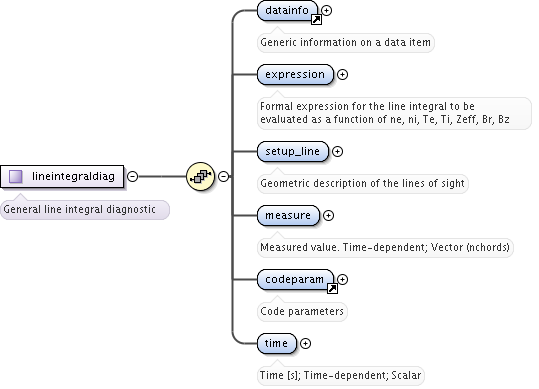 datainfo
Generic information on a data item
expression
Formal expression for the line integral to be
evaluated as a function of ne, ni, Te, Ti, Zeff, Br, Bz
setup_line
Geometric description of the lines of sight
lineintegraldiag
General line integral diagnostic
measure
Measured value. Time-dependent; Vector (nchords)
codeparam
Code parameters
time
Time [s]; Time-dependent; Scalar